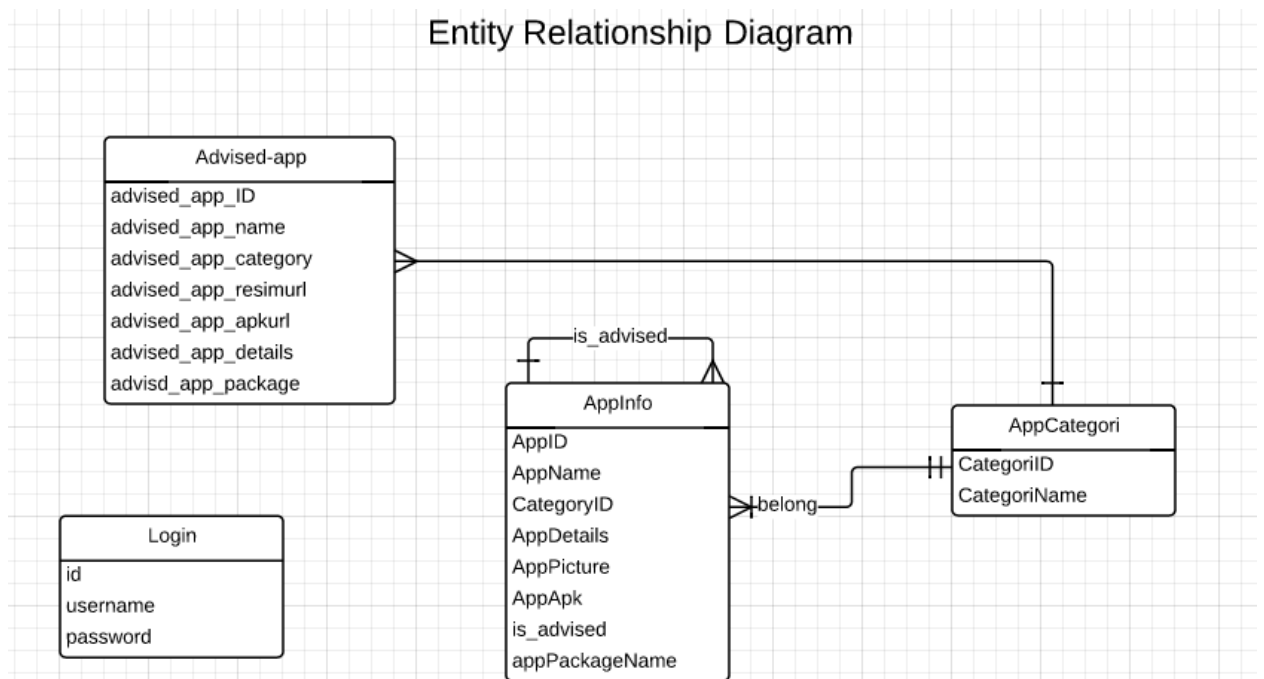 Entity Relationship Diagram
Advised-app
advised_app_ID
advised_app_name
advised_app_category
advised_app_resimurl
advised_app_apkurl
advised_app_details
advisd_app_package
is_advised
AppInfo
AppID
AppName
CategoryID
AppDetails
AppPicture
AppApk
is_advised
appPackageName
belong
AppCategori
CategoriID
CategoriName
Login
id
username
password